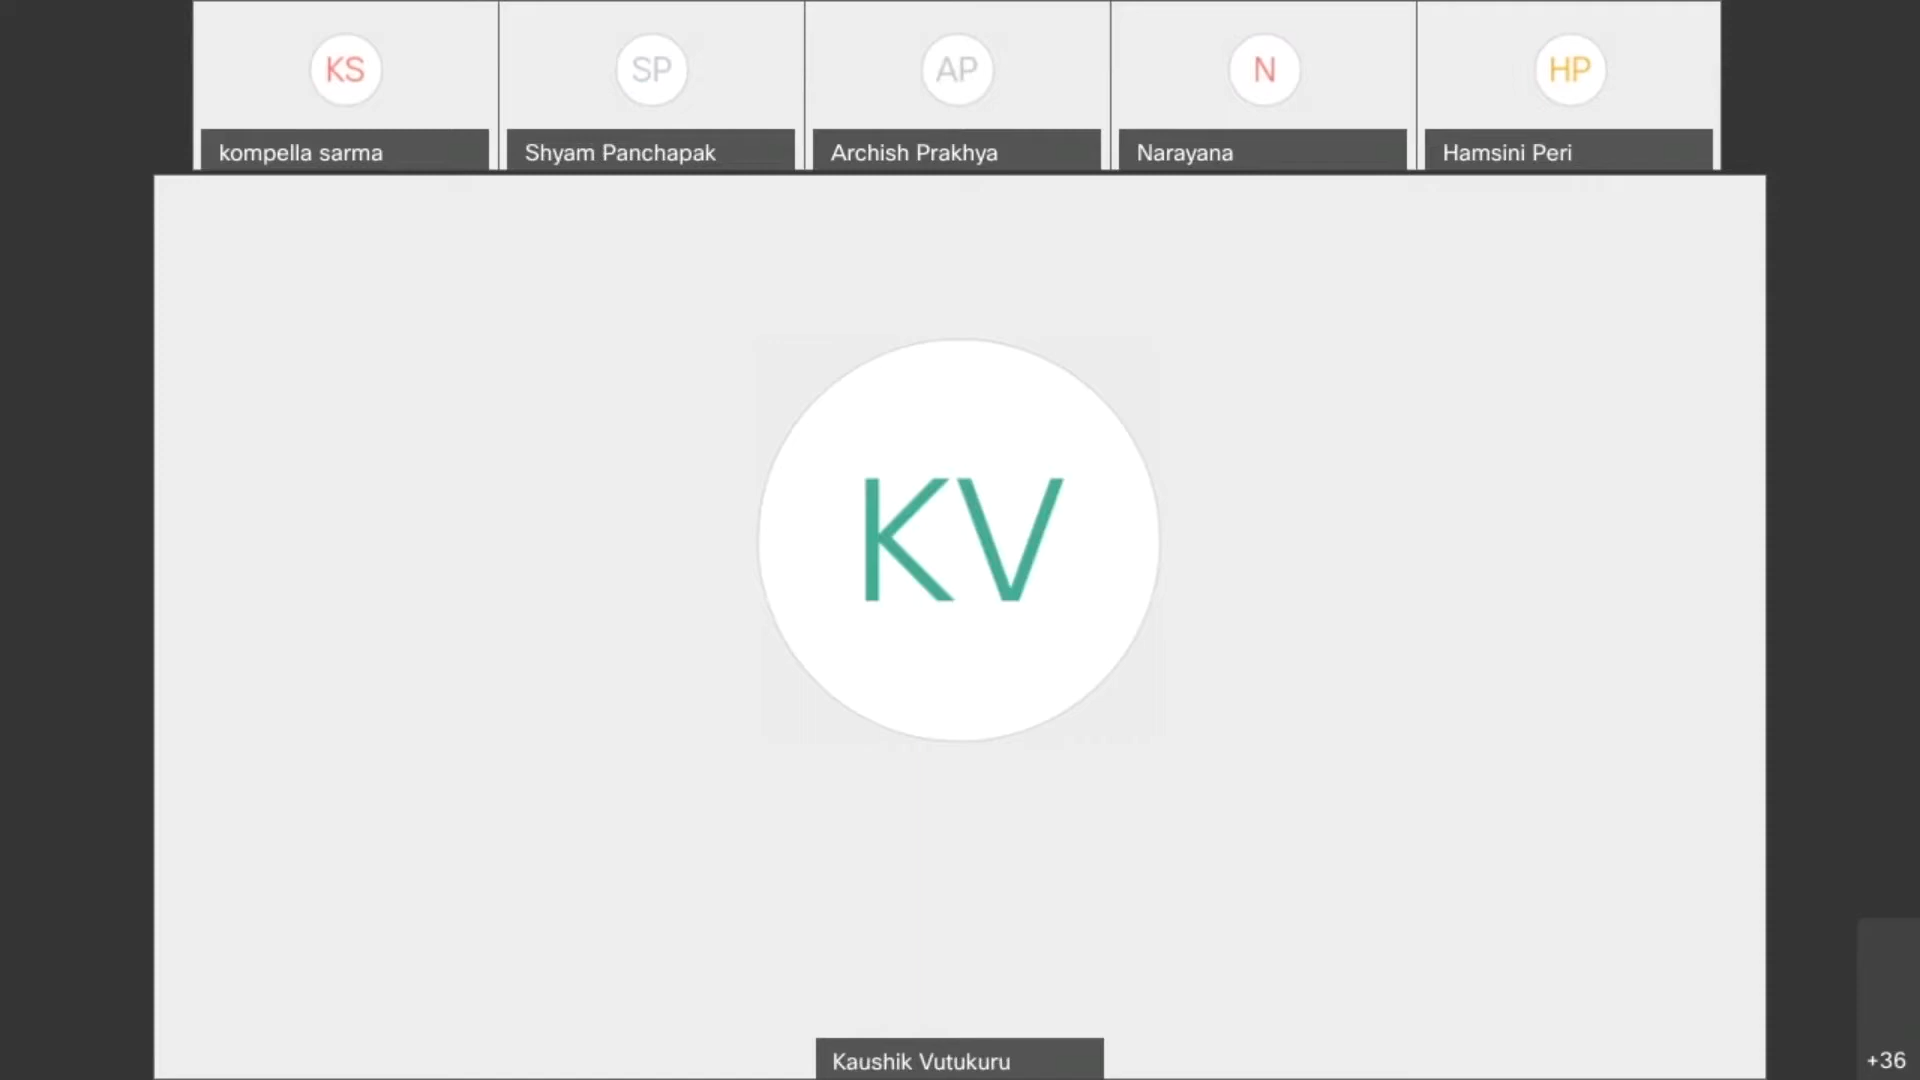 KS
SP
AP
N
HP
kompella sarma
Shyam Panchapak
Archish Prakhya
Narayana
Hamsini Peri
KV
Kaushik Vutukuru
+36